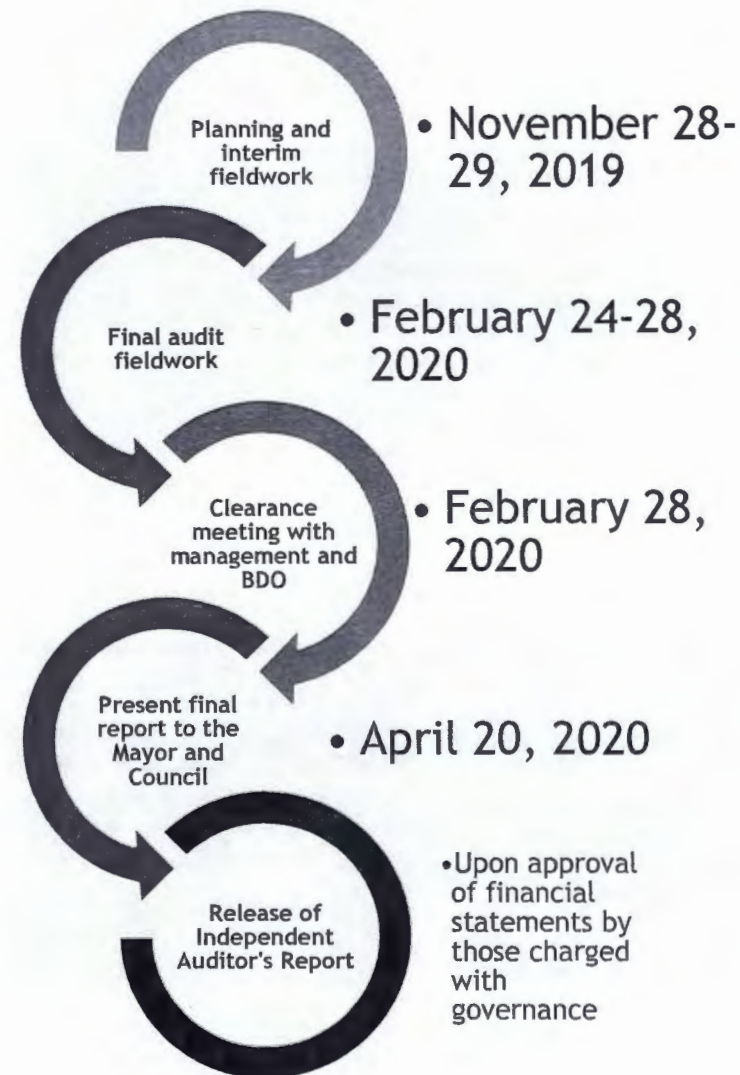 Planning and
interim
fieldwork
• November 28-
29, 2019
Final audit
fieldwork
• February 24-28,
2020
Clearance
meeting with
management and
BDO
• February 28,
2020
Present final
report to the
Mayor and
Council
• April 20, 2020
Release of
Independent
Auditor's Report
•Upon approval
of financial
statements by
those charged
with
governance